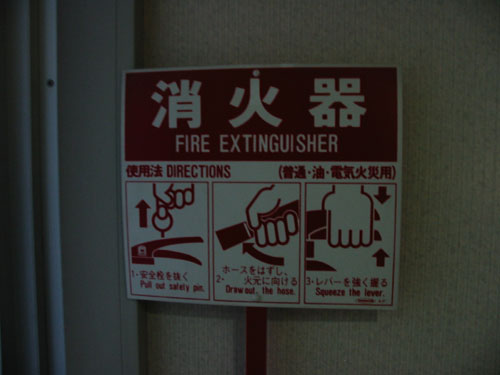 消火器
FIRE EXTINGUISHER
使用法 DIRECTIONS (普通・油・電気火災用)
1・安全栓を抜く
Pull out safety pin.
ホースをはずし、
2・火元に向ける
Draw out, the hose.
3・レバーを強く握る
Squeeze the lever.